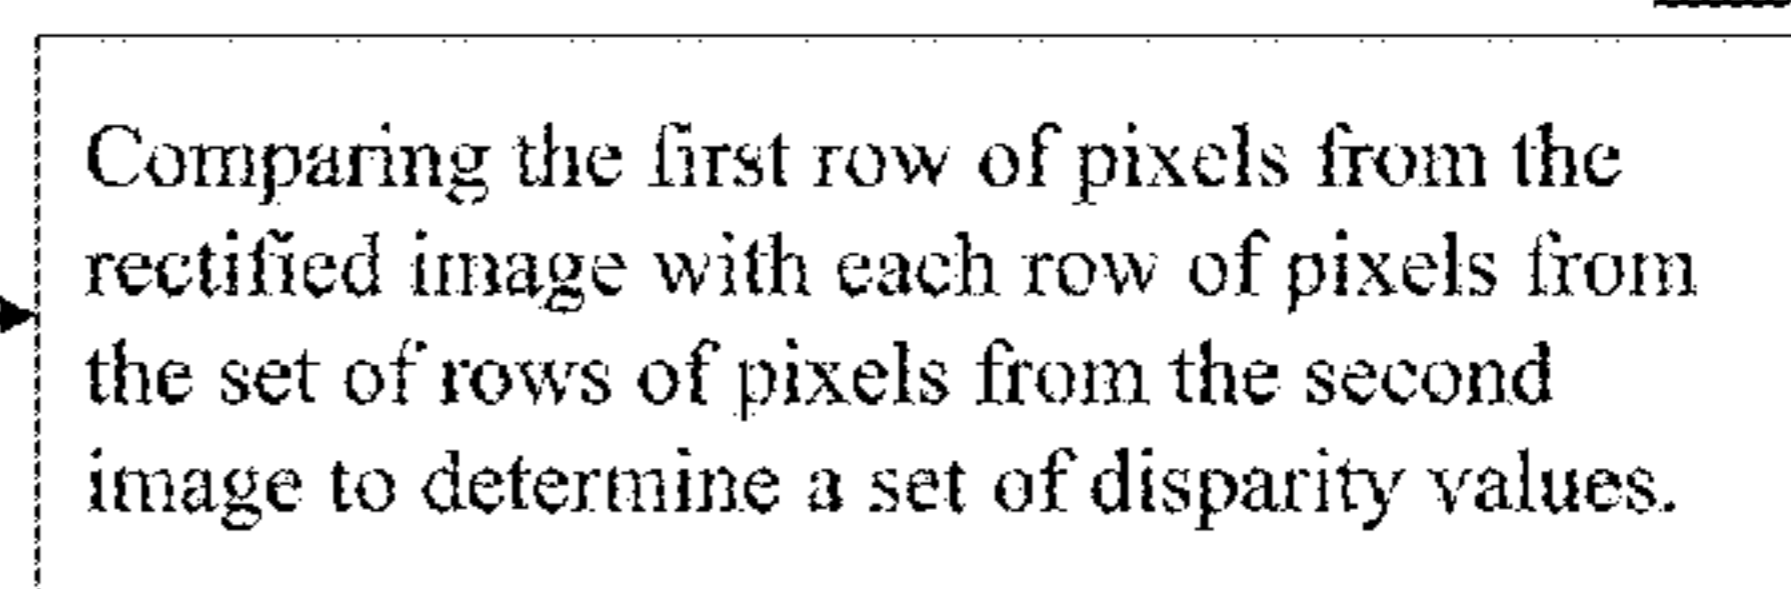 Comparing the first row of pixels from the
rectified image with each row of pixels from
the set of rows of pixels from the second
image to determine a set of disparity values.